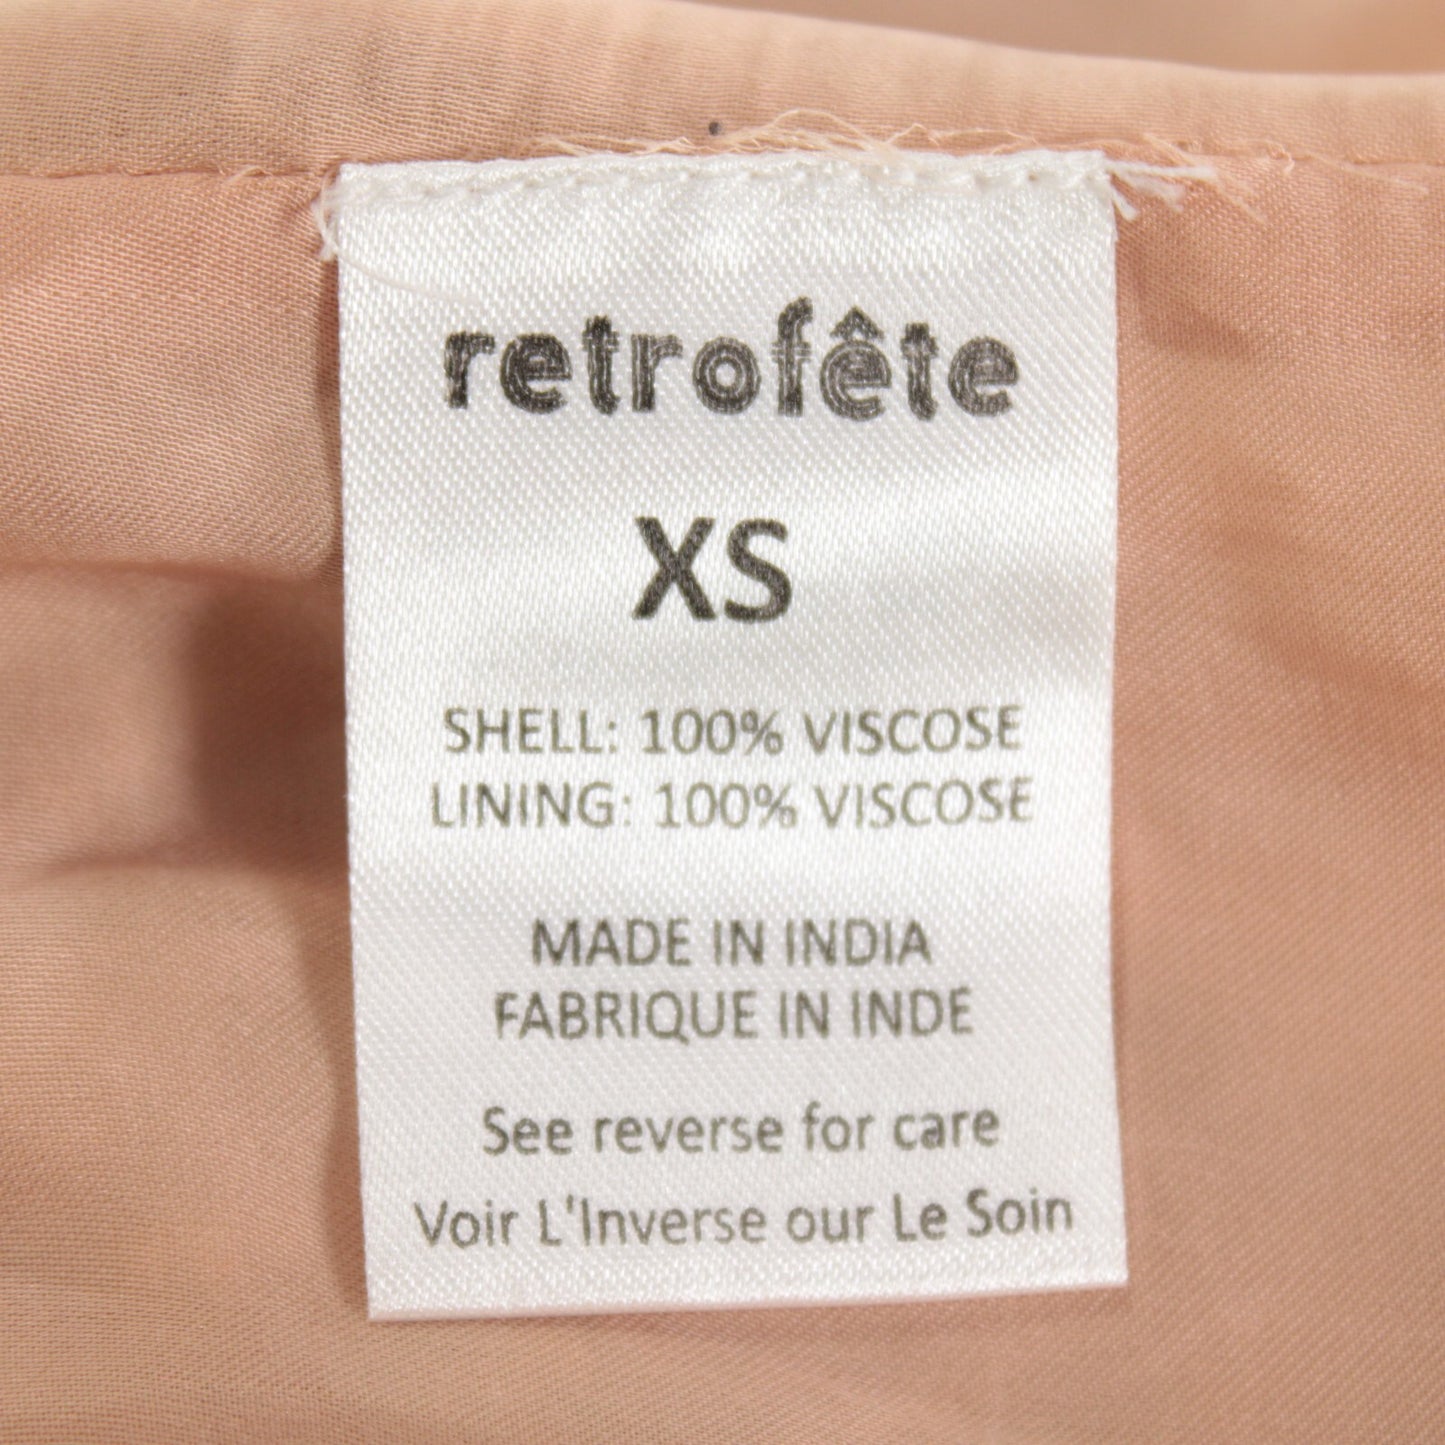 retrofête
XS
SHELL: 100% VISCOSE
LINING: 100% VISCOSE
MADE IN INDIA
FABRIQUE IN INDE
See reverse for care
Voir L'Inverse our Le Soin